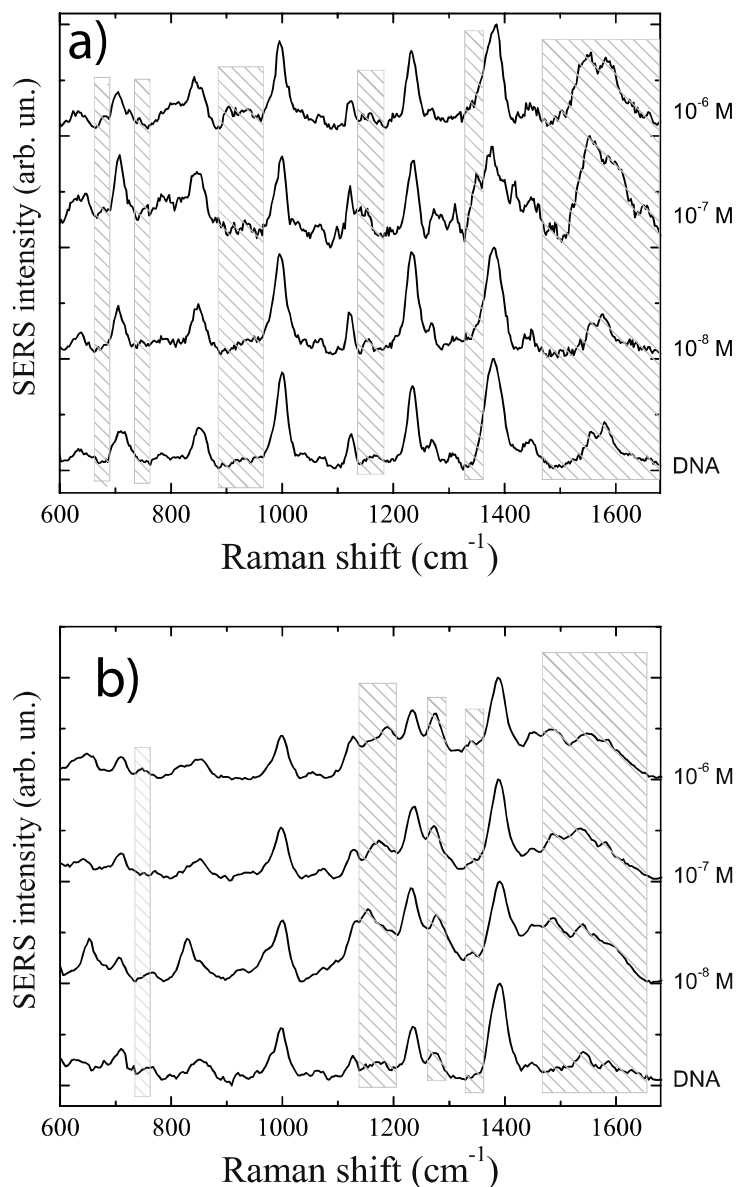 a)
SERS intensity (arb. un.)
10⁻⁶ M
10⁻⁷ M
10⁻⁸ M
DNA
600 800 1000 1200 1400 1600
Raman shift (cm⁻¹)
b)
SERS intensity (arb. un.)
10⁻⁶ M
10⁻⁷ M
10⁻⁸ M
DNA
600 800 1000 1200 1400 1600
Raman shift (cm⁻¹)